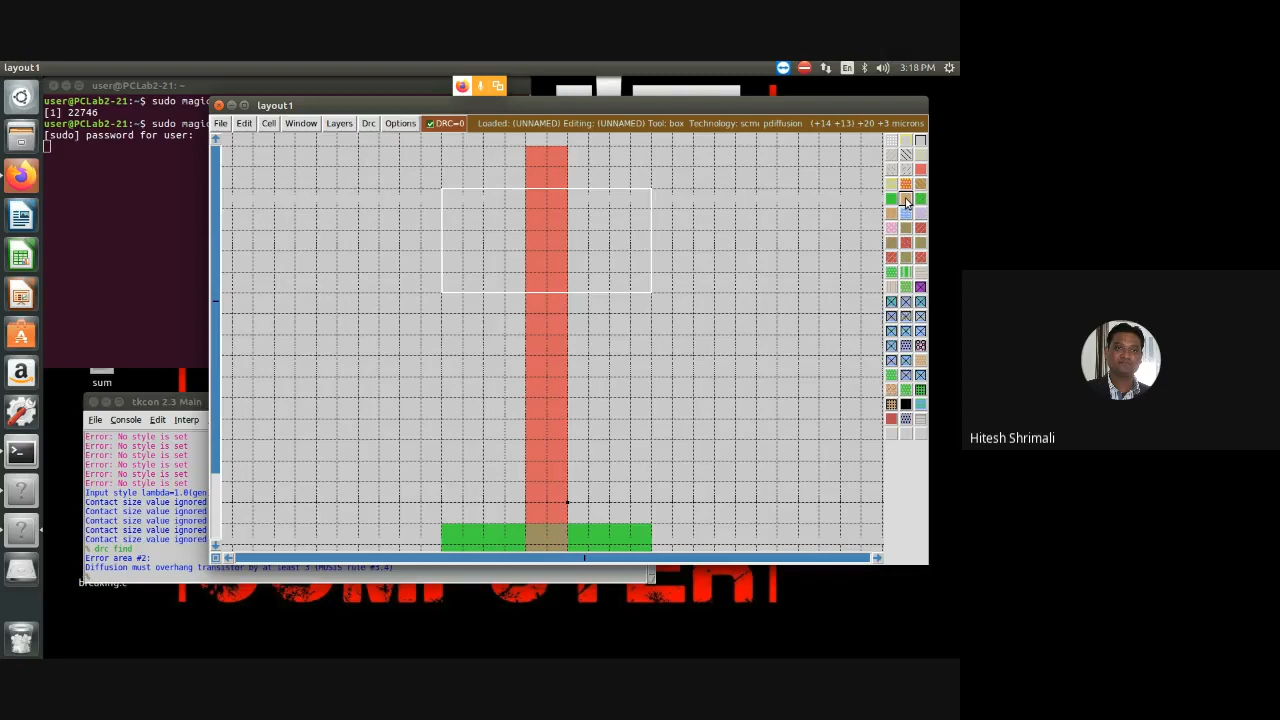 layout1
En
3:18 PM
user@PCLab2-21: ~
user@PCLab2-21:~$ sudo magic
[1] 22746
user@PCLab2-21:~$ sudo magic
[sudo] password for user:
layout1
File Edit Cell Window Layers Drc Options DRC=0 Loaded: (UNNAMED) Editing: (UNNAMED) Tool: box Technology: scmo pdiffusion (+14 +13) +20 +3 microns
sum
tkcon 2.3 Main
File Console Edit Interp
Error: No style is set
Error: No style is set
Error: No style is set
Error: No style is set
Error: No style is set
Input style lambda=1.0(gen
Contact size value ignored
Contact size value ignored
Contact size value ignored
Contact size value ignored
Contact size value ignored
% drc find
Error area #2:
Diffusion must overhang transistor by at least 3 (MOSIS rule #3.4)
%
breaking.c
COMPUTER
Hitesh Shrimali